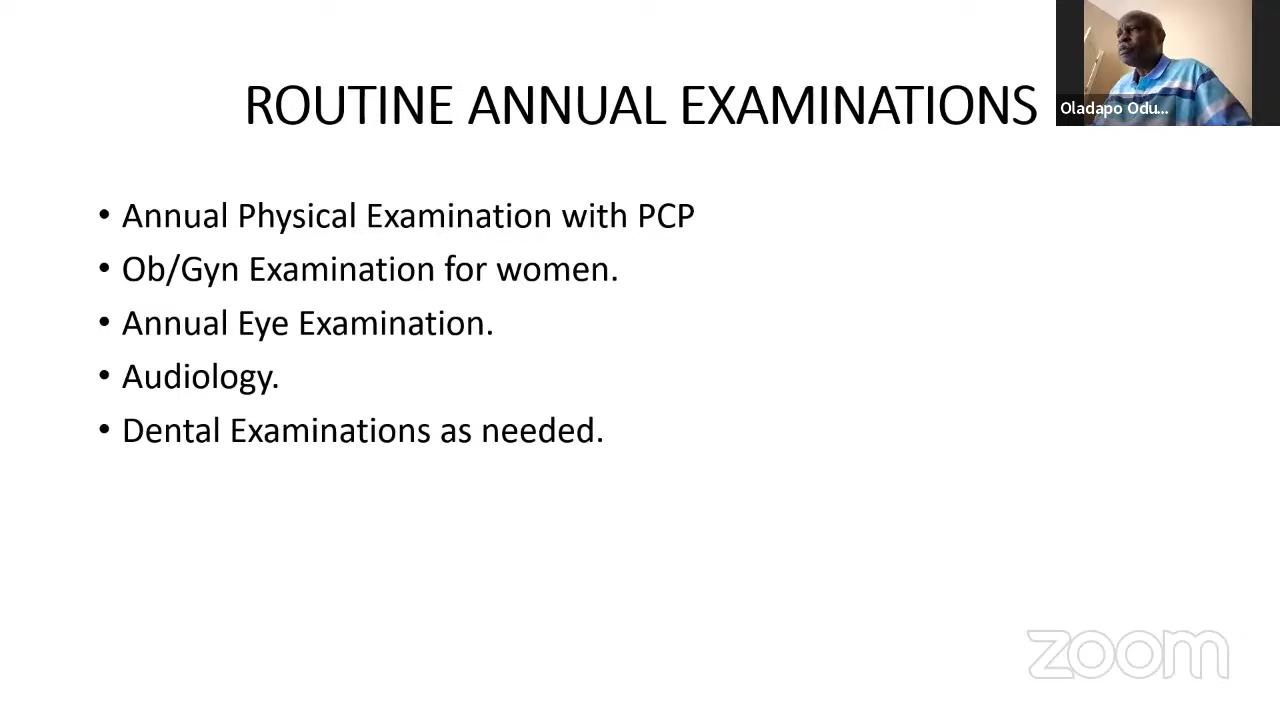 ROUTINE ANNUAL EXAMINATIONS
Oladapo Odu...
• Annual Physical Examination with PCP
• Ob/Gyn Examination for women.
• Annual Eye Examination.
• Audiology.
• Dental Examinations as needed.
zoom